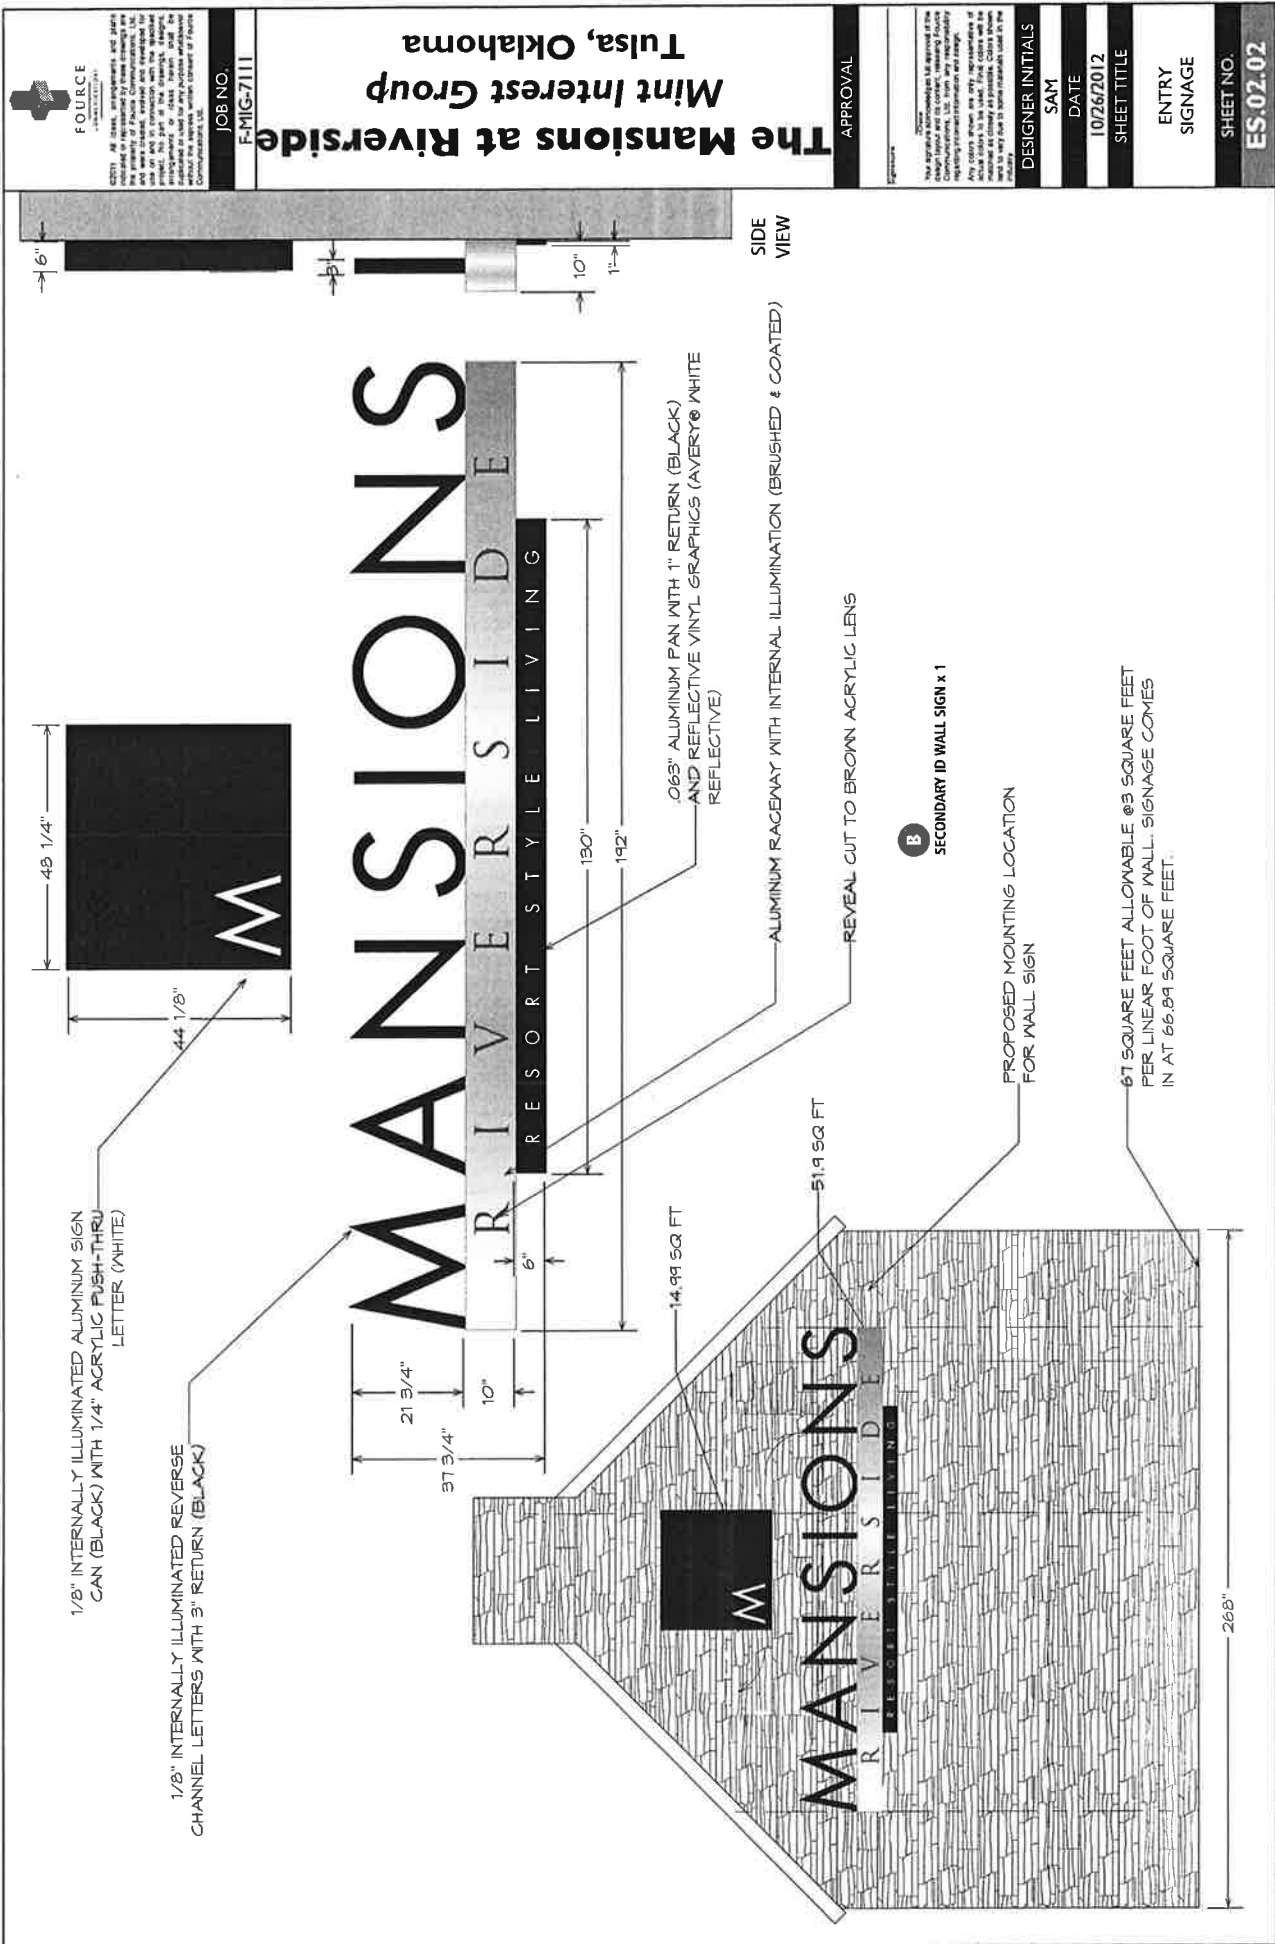 1/8" INTERNALLY ILLUMINATED ALUMINUM SIGN
CAN (BLACK) WITH 1/4" ACRYLIC PUSH-THRU
LETTER (WHITE)
1/8" INTERNALLY ILLUMINATED REVERSE
CHANNEL LETTERS WITH 3" RETURN (BLACK)
48 1/4"
44 1/8"
M
6"
3"
10"
1"
SIDE
VIEW
21 3/4"
10"
37 3/4"
6"
MANSIONS
RIVERSIDE
RESORT STYLE LIVING
130"
192"
.063" ALUMINUM PAN WITH 1" RETURN (BLACK)
AND REFLECTIVE VINYL GRAPHICS (AVERY® WHITE
REFLECTIVE)
ALUMINUM RACEWAY WITH INTERNAL ILLUMINATION (BRUSHED & COATED)
REVEAL CUT TO BROWN ACRYLIC LENS
B
SECONDARY ID WALL SIGN x 1
14.99 SQ FT
51.9 SQ FT
PROPOSED MOUNTING LOCATION
FOR WALL SIGN
67 SQUARE FEET ALLOWABLE @3 SQUARE FEET
PER LINEAR FOOT OF WALL. SIGNAGE COMES
IN AT 66.89 SQUARE FEET.
M
MANSIONS
RIVERSIDE
RESORT STYLE LIVING
268"
FOURCE
COMMUNICATIONS
JOB NO.
F-MIG-7111
The Mansions at Riverside
Mint Interest Group
Tulsa, Oklahoma
APPROVAL
Signature
Date
DESIGNER INITIALS
SAM
DATE
10/26/2012
SHEET TITLE
ENTRY
SIGNAGE
SHEET NO.
ES.02.02